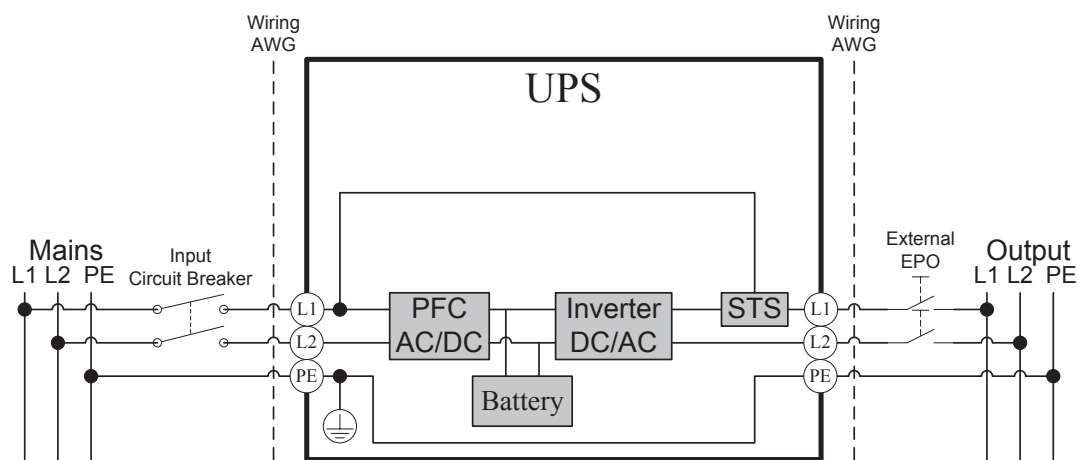 Wiring
AWG
Wiring
AWG
UPS
Mains
L1 L2 PE
Input
Circuit Breaker
External
EPO
Output
L1 L2 PE
L1
PFC
AC/DC
Inverter
DC/AC
STS
L1
L2
L2
PE
Battery
PE